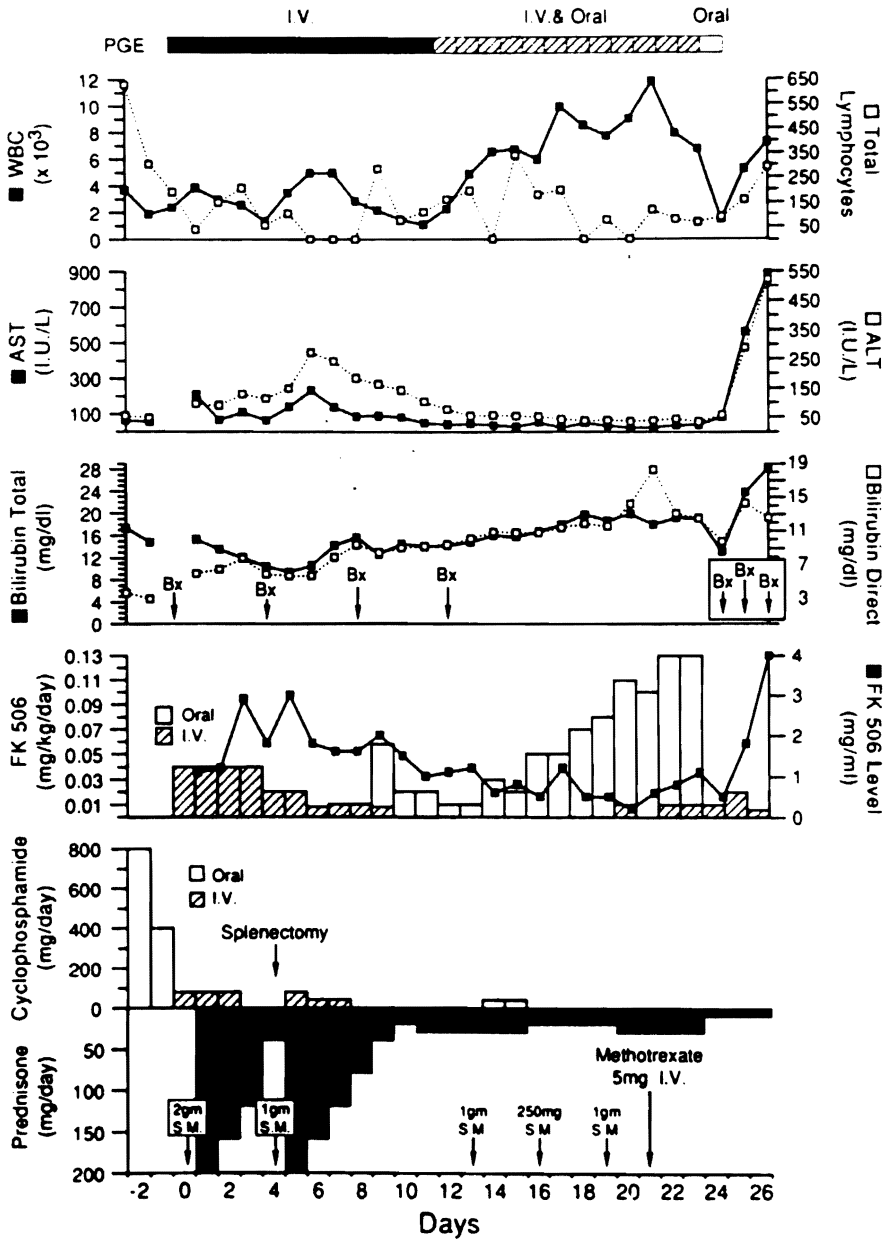 I.V. I.V. & Oral Oral
PGE
12 10 8 6 4 2 0
■ WBC
(x 10³)
650 550 450 350 250 150 50
□ Total
Lymphocytes
900 700 500 300 100
■ AST
(I.U./L)
550 450 350 250 150 50
□ ALT
(I.U./L)
28 24 20 16 12 8 4 0
■ Bilirubin Total
(mg/dl)
19 15 11 7 3
□ Bilirubin Direct
(mg/dl)
Bx Bx Bx Bx Bx Bx Bx
0.13 0.11 0.09 0.07 0.05 0.03 0.01
FK 506
(mg/kg/day)
□ Oral
▨ I.V.
4 3 2 1 0
■ FK 506 Level
(mg/ml)
800 600 400 200 0
Cyclophosphamide
(mg/day)
□ Oral
▨ I.V.
Splenectomy
50 100 150 200
Prednisone
(mg/day)
2gm
S.M.
1gm
S.M.
1gm
S M
250mg
S M
1gm
S M
Methotrexate
5mg I.V.
-2 0 2 4 6 8 10 12 14 16 18 20 22 24 26
Days